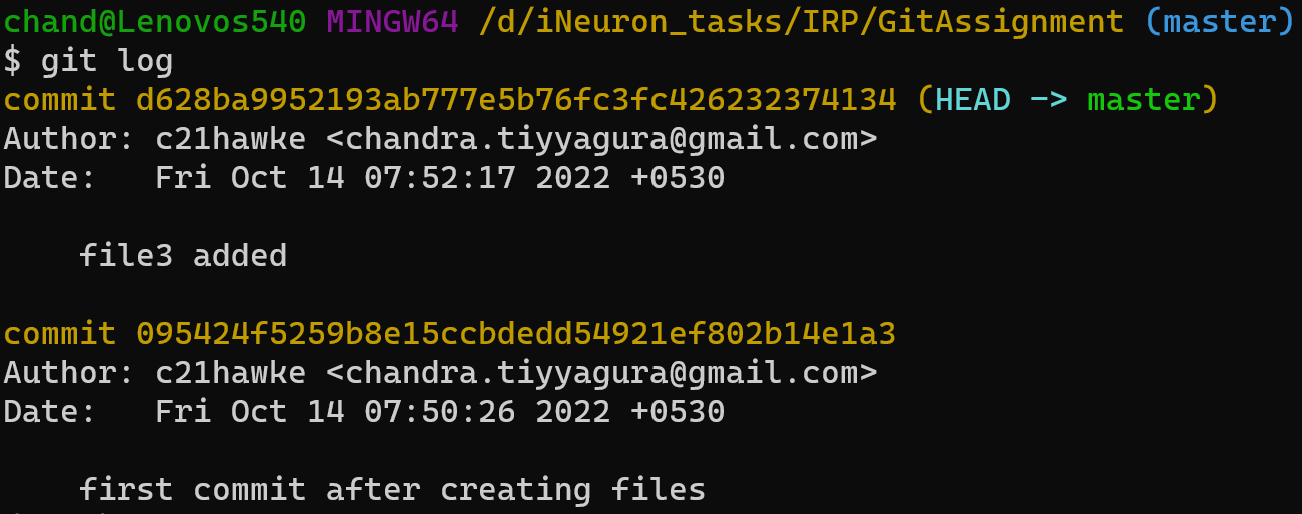 chand@Lenovos540 MINGW64 /d/iNeuron_tasks/IRP/GitAssignment (master)
$ git log
commit d628ba9952193ab777e5b76fc3fc426232374134 (HEAD -> master)
Author: c21hawke <chandra.tiyyagura@gmail.com>
Date:   Fri Oct 14 07:52:17 2022 +0530
    file3 added
commit 095424f5259b8e15ccbdedd54921ef802b14e1a3
Author: c21hawke <chandra.tiyyagura@gmail.com>
Date:   Fri Oct 14 07:50:26 2022 +0530
    first commit after creating files